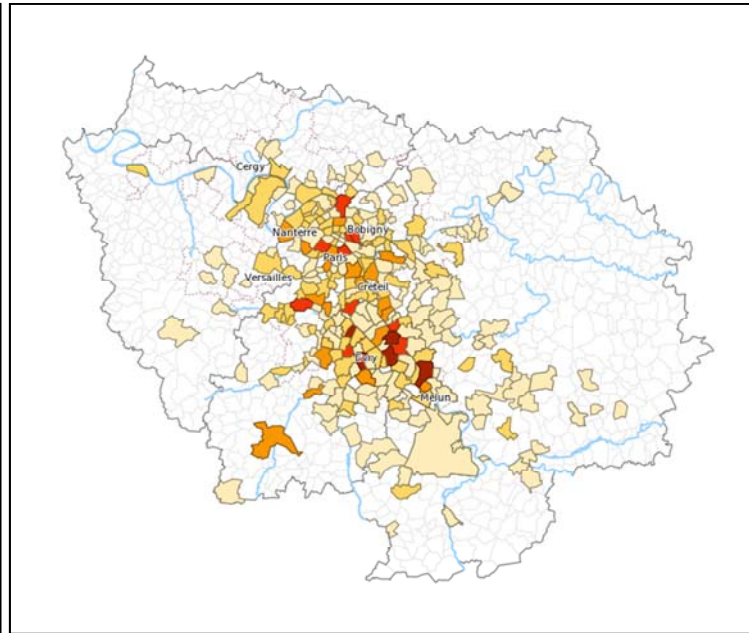 Cergy
Nanterre
Bobigny
Paris
Versailles
Créteil
Evry
Melun